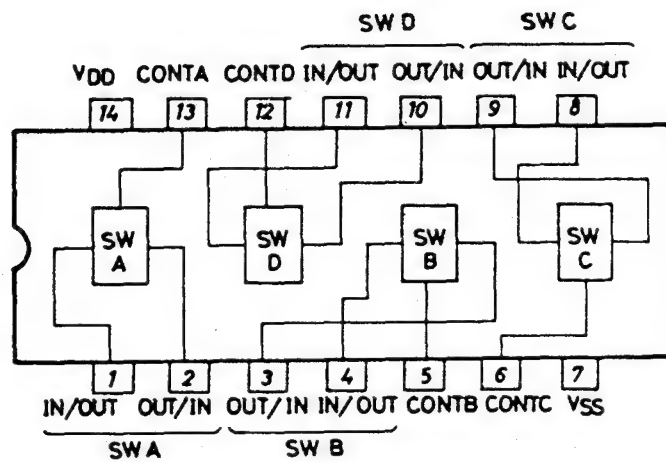 SW D SW C
VDD CONTA CONTD IN/OUT OUT/IN OUT/IN IN/OUT
14 13 12 11 10 9 8
SW A SW D SW B SW C
1 2 3 4 5 6 7
IN/OUT OUT/IN OUT/IN IN/OUT CONTB CONTC VSS
SW A SW B